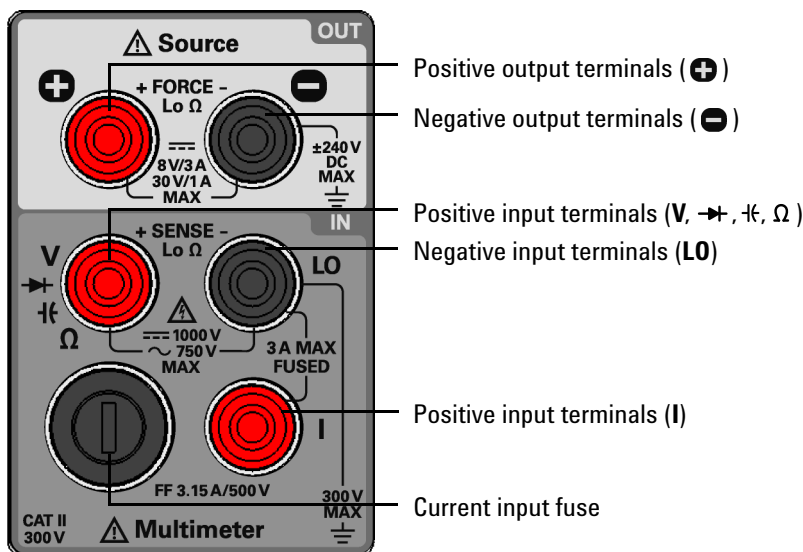 OUT
⚠ Source
+ FORCE -
Lo Ω
8 V/3 A
30 V/1 A
MAX
±240 V
DC
MAX
IN
+ SENSE -
Lo Ω
V
LO
Ω
1000 V
750 V
MAX
3 A MAX
FUSED
I
FF 3.15 A/500 V
300 V
MAX
CAT II
300 V
⚠ Multimeter
Positive output terminals (➕)
Negative output terminals (➖)
Positive input terminals (V, ⯈+, ⊣(-, Ω )
Negative input terminals (LO)
Positive input terminals (I)
Current input fuse